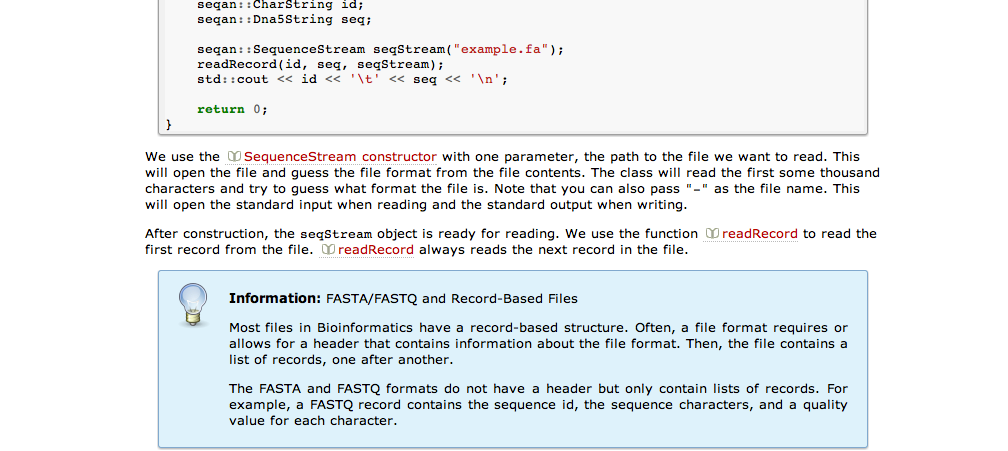 seqan::CharString id;
seqan::Dna5String seq;
seqan::SequenceStream seqStream("example.fa");
readRecord(id, seq, seqStream);
std::cout << id << '\t' << seq << '\n';
return 0;
}
We use the SequenceStream constructor with one parameter, the path to the file we want to read. This
will open the file and guess the file format from the file contents. The class will read the first some thousand
characters and try to guess what format the file is. Note that you can also pass "-" as the file name. This
will open the standard input when reading and the standard output when writing.
After construction, the seqStream object is ready for reading. We use the function readRecord to read the
first record from the file. readRecord always reads the next record in the file.
Information: FASTA/FASTQ and Record-Based Files
Most files in Bioinformatics have a record-based structure. Often, a file format requires or
allows for a header that contains information about the file format. Then, the file contains a
list of records, one after another.
The FASTA and FASTQ formats do not have a header but only contain lists of records. For
example, a FASTQ record contains the sequence id, the sequence characters, and a quality
value for each character.